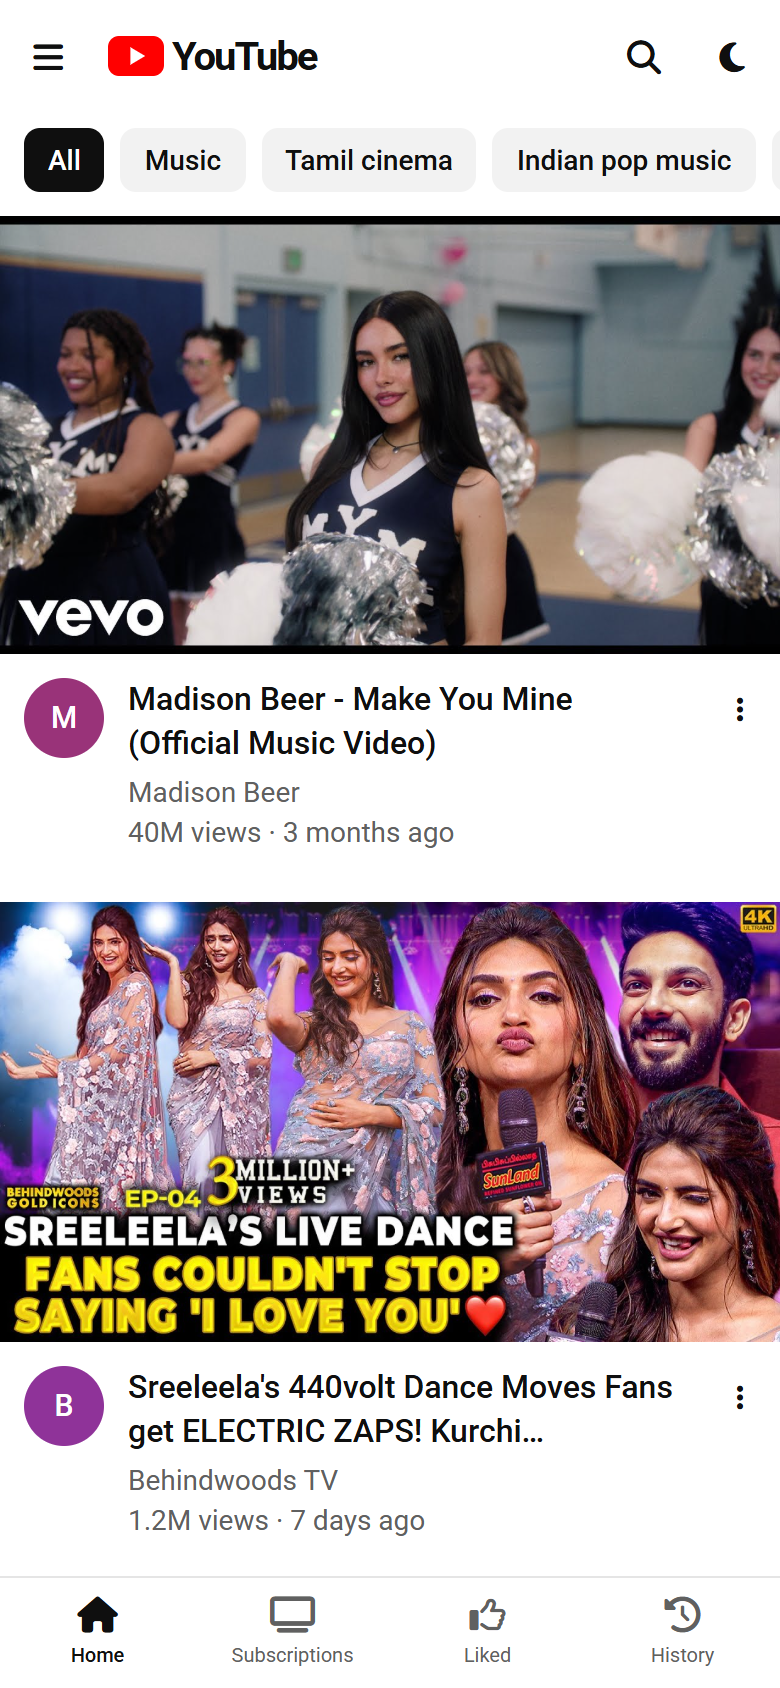 YouTube
All
Music
Tamil cinema
Indian pop music
MYM
vevo
M
Madison Beer - Make You Mine
(Official Music Video)
Madison Beer
40M views · 3 months ago
4K
ULTRAHD
SunLand
BEHINDWOODS
GOLD ICONS
EP-04
3 MILLION+
VIEWS
SREELEELA'S LIVE DANCE
FANS COULDN'T STOP
SAYING 'I LOVE YOU'❤️
B
Sreeleela's 440volt Dance Moves Fans
get ELECTRIC ZAPS! Kurchi...
Behindwoods TV
1.2M views · 7 days ago
Home
Subscriptions
Liked
History